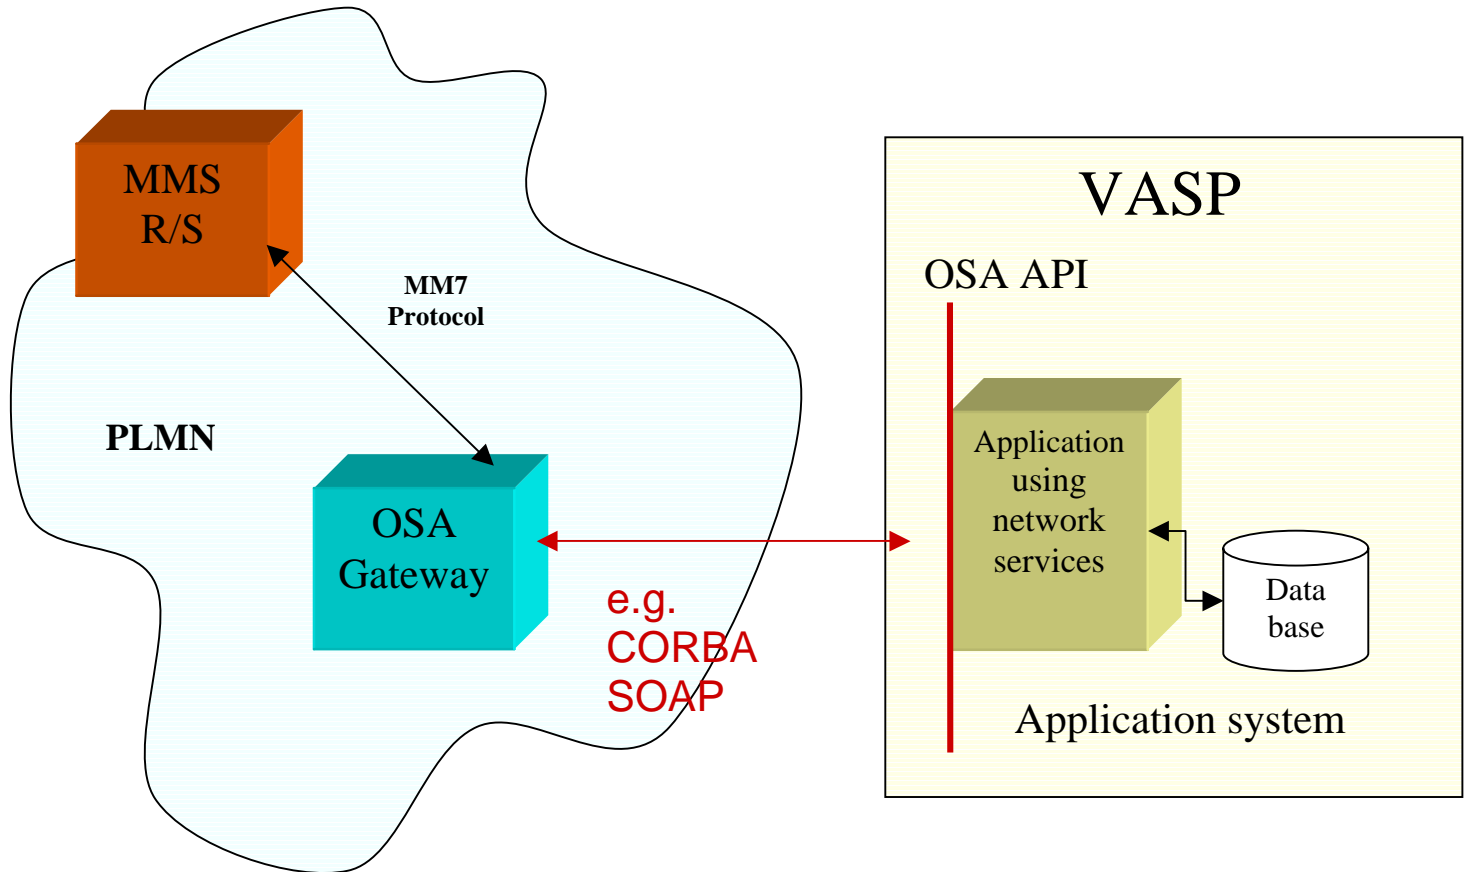 MMS
R/S
MM7
Protocol
PLMN
OSA
Gateway
e.g.
CORBA
SOAP
VASP
OSA API
Application
using
network
services
Data
base
Application system